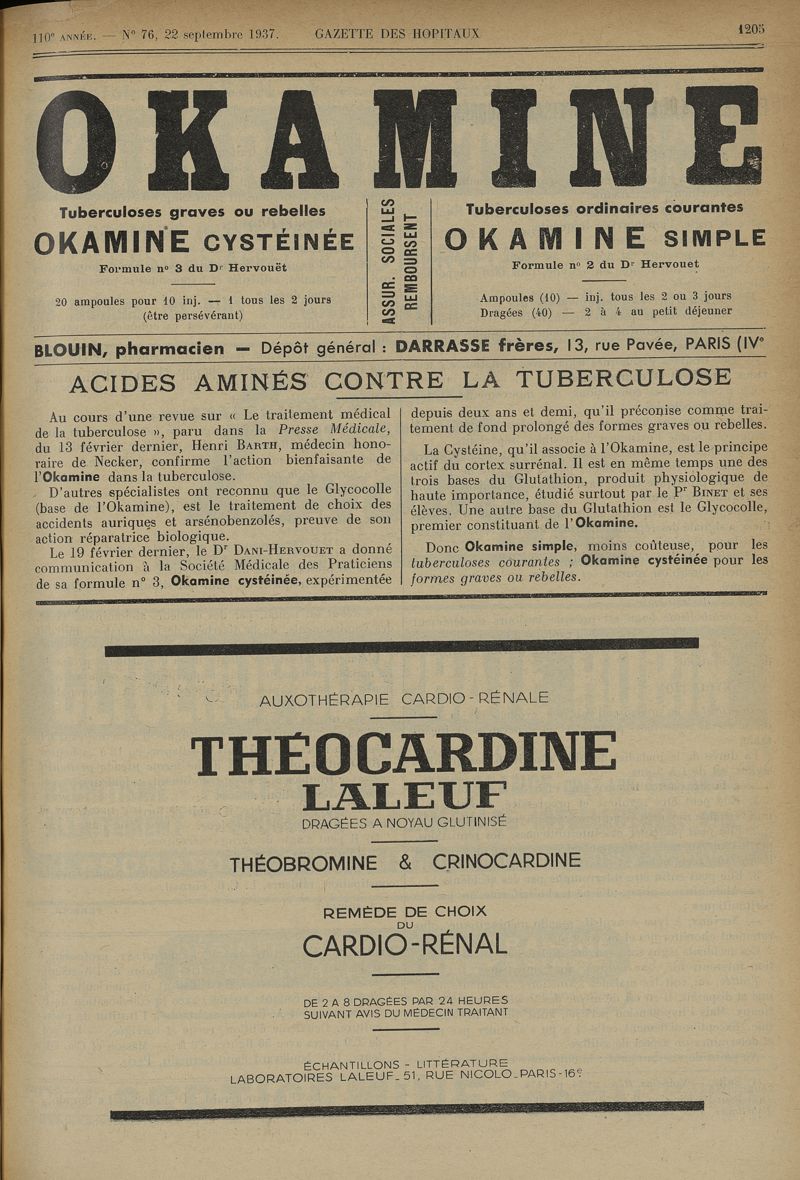 110e ANNÉE. — N° 76, 22 septembre 1937. GAZETTE DES HOPITAUX 1205
OKAMINE
Tuberculoses graves ou rebelles
OKAMINE CYSTÉINÉE
Formule n° 3 du Dr Hervouët
20 ampoules pour 10 inj. — 1 tous les 2 jours
(être persévérant)
ASSUR. SOCIALES
REMBOURSENT
Tuberculoses ordinaires courantes
OKAMINE SIMPLE
Formule n° 2 du Dr Hervouet
Ampoules (10) — inj. tous les 2 ou 3 jours
Dragées (40) — 2 à 4 au petit déjeuner
BLOUIN, pharmacien — Dépôt général : DARRASSE frères, 13, rue Pavée, PARIS (IVe
ACIDES AMINÉS CONTRE LA TUBERCULOSE
Au cours d'une revue sur « Le traitement médical
de la tuberculose », paru dans la Presse Médicale,
du 13 février dernier, Henri BARTH, médecin hono-
raire de Necker, confirme l'action bienfaisante de
l'Okamine dans la tuberculose.
D'autres spécialistes ont reconnu que le Glycocolle
(base de l'Okamine), est le traitement de choix des
accidents auriques et arsénobenzolés, preuve de son
action réparatrice biologique.
Le 19 février dernier, le Dr DANI-HERVOUET a donné
communication à la Société Médicale des Praticiens
de sa formule n° 3, Okamine cystéinée, expérimentée
depuis deux ans et demi, qu'il préconise comme trai-
tement de fond prolongé des formes graves ou rebelles.
La Cystéine, qu'il associe à l'Okamine, est le principe
actif du cortex surrénal. Il est en même temps une des
trois bases du Glutathion, produit physiologique de
haute importance, étudié surtout par le Pr BINET et ses
élèves. Une autre base du Glutathion est le Glycocolle,
premier constituant de l'Okamine.
Donc Okamine simple, moins coûteuse, pour les
tuberculoses courantes ; Okamine cystéinée pour les
formes graves ou rebelles.
AUXOTHÉRAPIE CARDIO-RÉNALE
THÉOCARDINE
LALEUF
DRAGÉES A NOYAU GLUTINISÉ
THÉOBROMINE & CRINOCARDINE
REMÈDE DE CHOIX
DU
CARDIO-RÉNAL
DE 2 A 8 DRAGÉES PAR 24 HEURES
SUIVANT AVIS DU MÉDECIN TRAITANT
ÉCHANTILLONS - LITTÉRATURE
LABORATOIRES LALEUF_51, RUE NICOLO_PARIS-16e